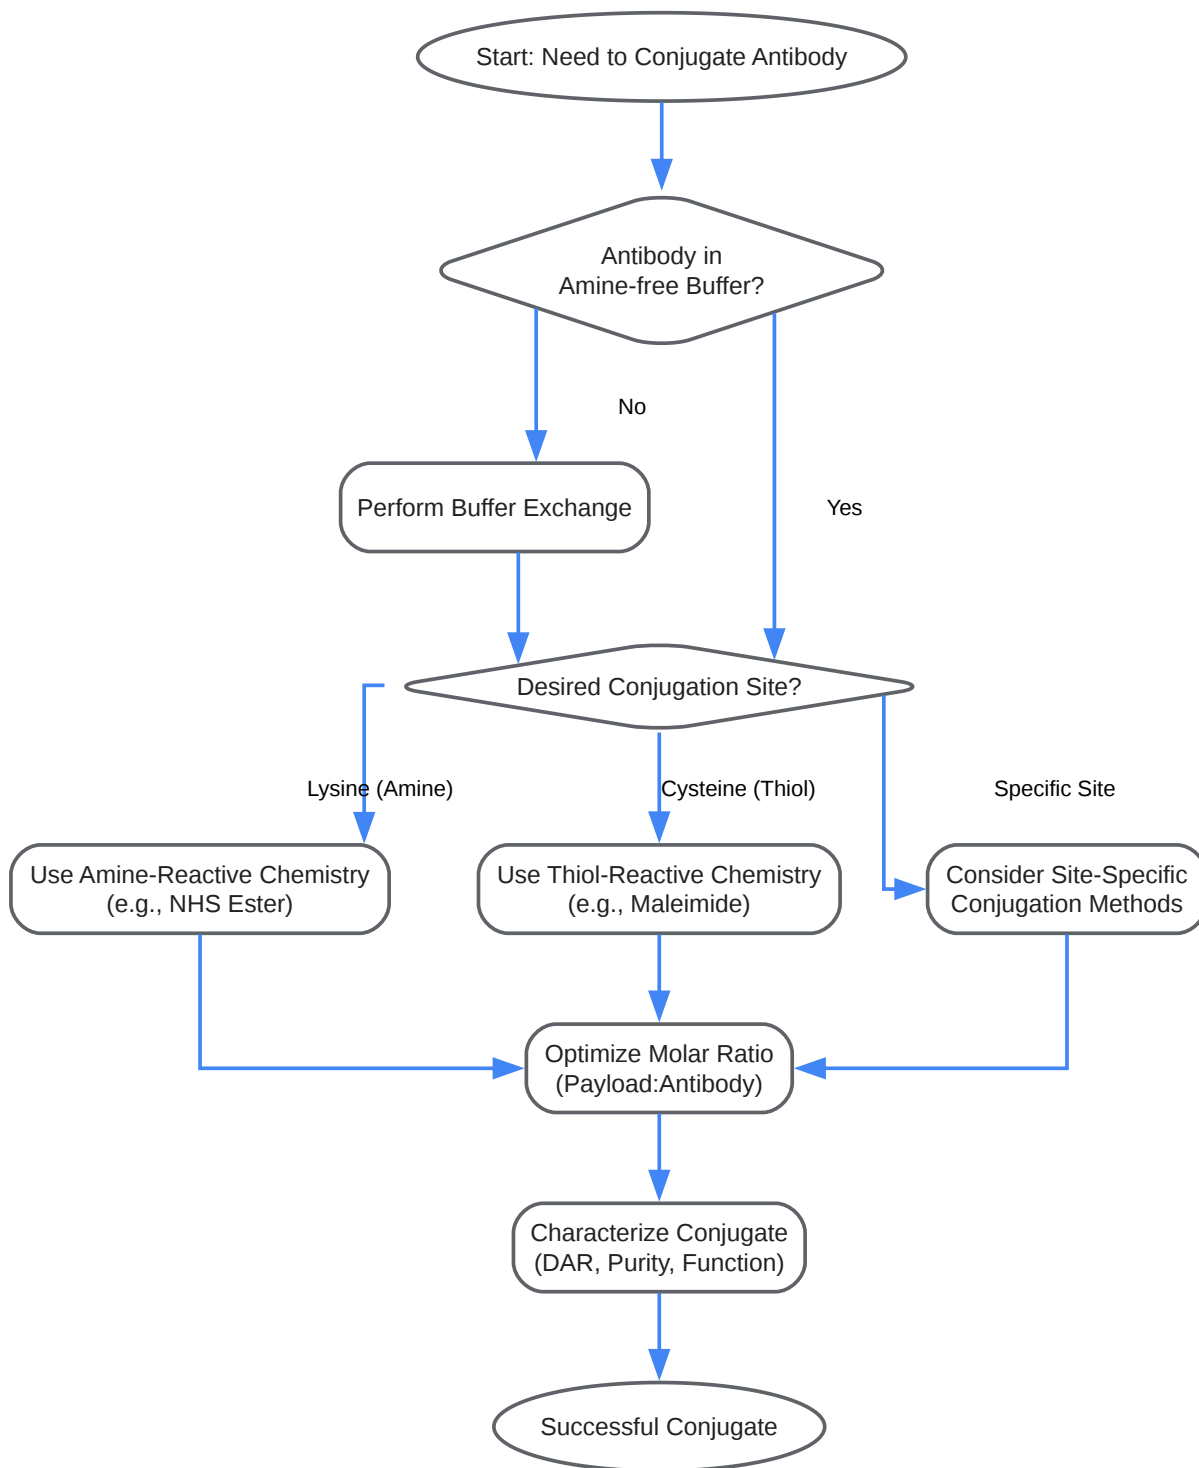 Start: Need to Conjugate Antibody
Antibody in
Amine-free Buffer?
No
Perform Buffer Exchange
Yes
Desired Conjugation Site?
Lysine (Amine)
Cysteine (Thiol)
Specific Site
Use Amine-Reactive Chemistry
(e.g., NHS Ester)
Use Thiol-Reactive Chemistry
(e.g., Maleimide)
Consider Site-Specific
Conjugation Methods
Optimize Molar Ratio
(Payload:Antibody)
Characterize Conjugate
(DAR, Purity, Function)
Successful Conjugate